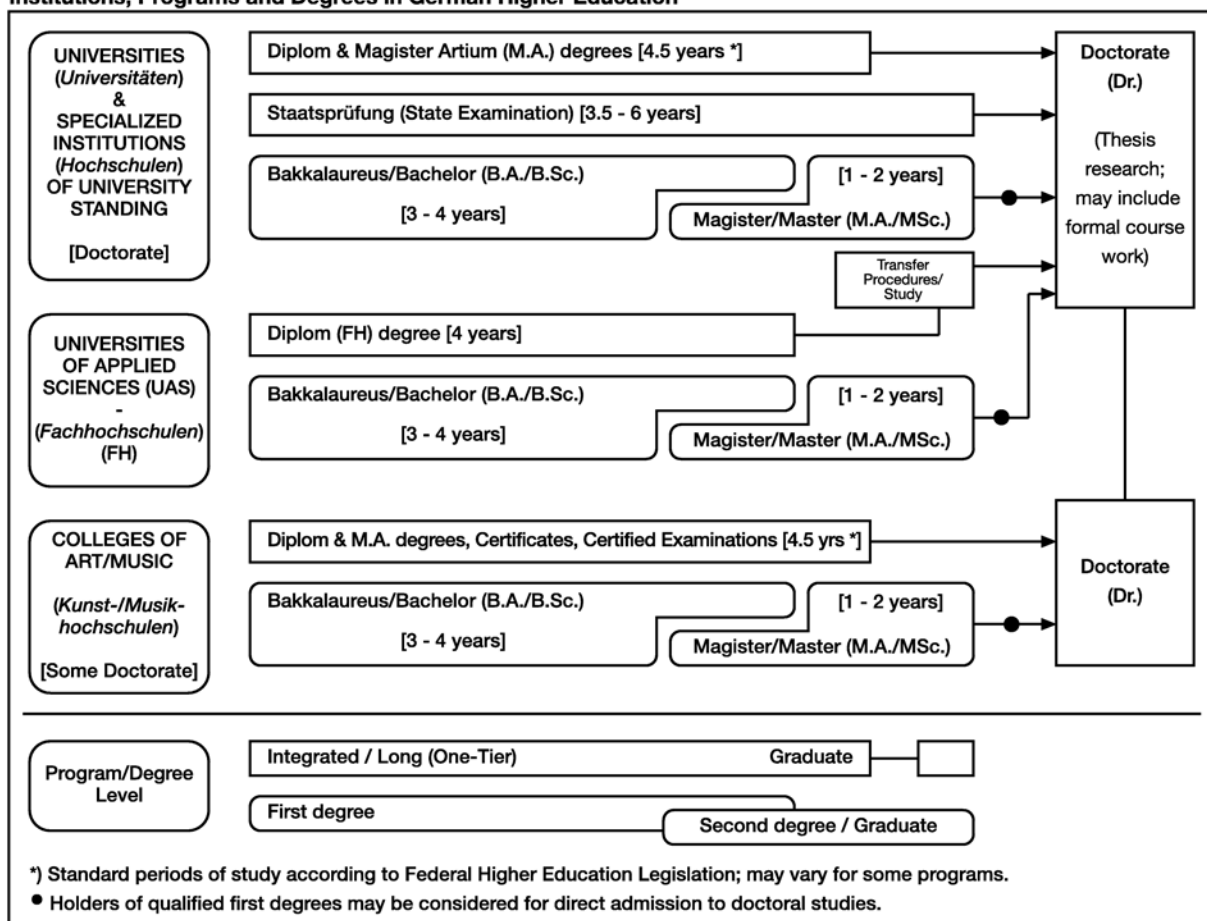 Institutions, Programs and Degrees in German Higher Education
UNIVERSITIES
(Universitäten)
&
SPECIALIZED
INSTITUTIONS
(Hochschulen)
OF UNIVERSITY
STANDING
[Doctorate]
Diplom & Magister Artium (M.A.) degrees [4.5 years *]
Staatsprüfung (State Examination) [3.5 - 6 years]
Bakkalaureus/Bachelor (B.A./B.Sc.)
[3 - 4 years]
[1 - 2 years]
Magister/Master (M.A./MSc.)
Doctorate
(Dr.)
(Thesis
research;
may include
formal course
work)
Transfer
Procedures/
Study
UNIVERSITIES
OF APPLIED
SCIENCES (UAS)
-
(Fachhochschulen)
(FH)
Diplom (FH) degree [4 years]
Bakkalaureus/Bachelor (B.A./B.Sc.)
[3 - 4 years]
[1 - 2 years]
Magister/Master (M.A./MSc.)
COLLEGES OF
ART/MUSIC
(Kunst-/Musik-
hochschulen)
[Some Doctorate]
Diplom & M.A. degrees, Certificates, Certified Examinations [4.5 yrs *]
Bakkalaureus/Bachelor (B.A./B.Sc.)
[3 - 4 years]
[1 - 2 years]
Magister/Master (M.A./MSc.)
Doctorate
(Dr.)
Program/Degree
Level
Integrated / Long (One-Tier) Graduate
First degree
Second degree / Graduate
*) Standard periods of study according to Federal Higher Education Legislation; may vary for some programs.
● Holders of qualified first degrees may be considered for direct admission to doctoral studies.